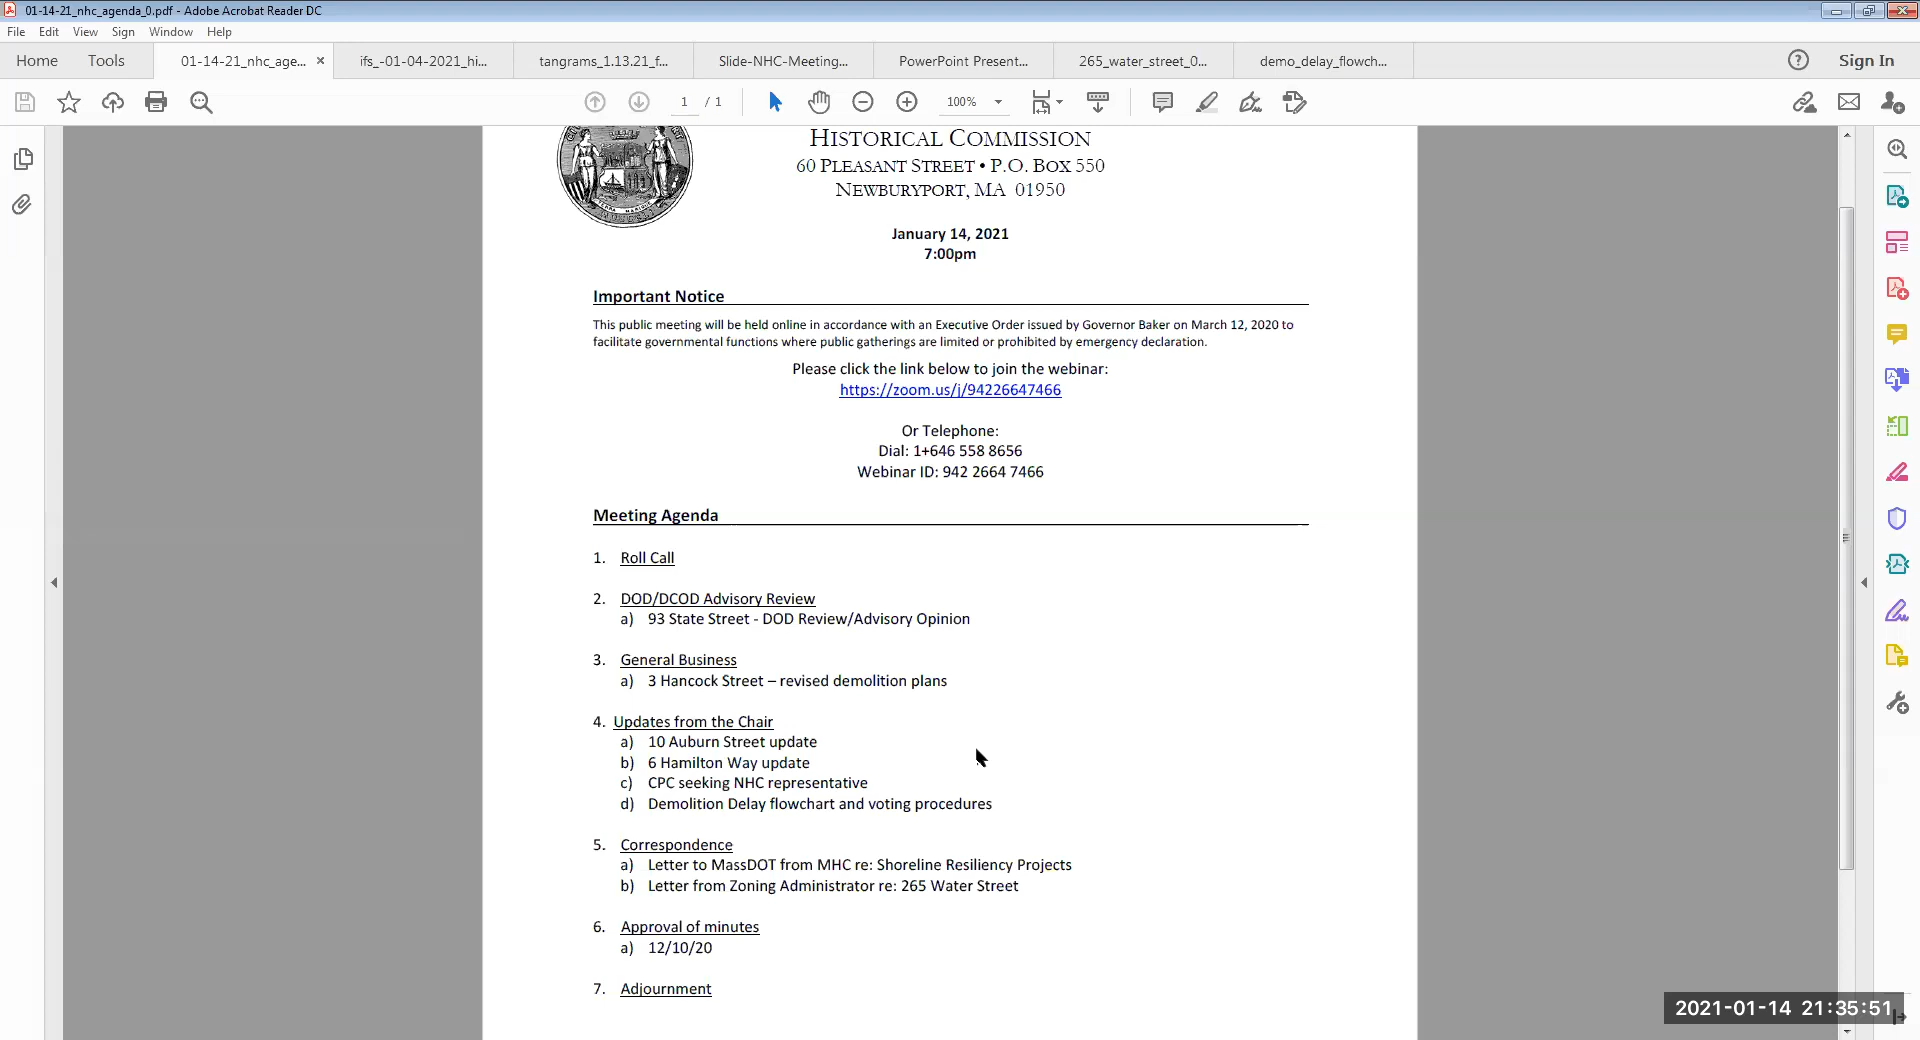 01-14-21_nhc_agenda_0.pdf - Adobe Acrobat Reader DC
File Edit View Sign Window Help
Home Tools 01-14-21_nhc_age... × ifs_-01-04-2021_hi... tangrams_1.13.21_f... Slide-NHC-Meeting... PowerPoint Present... 265_water_street_0... demo_delay_flowch... Sign In
1 / 1 100%
HISTORICAL COMMISSION
60 PLEASANT STREET • P.O. BOX 550
NEWBURYPORT, MA 01950
January 14, 2021
7:00pm
Important Notice
This public meeting will be held online in accordance with an Executive Order issued by Governor Baker on March 12, 2020 to
facilitate governmental functions where public gatherings are limited or prohibited by emergency declaration.
Please click the link below to join the webinar:
https://zoom.us/j/94226647466
Or Telephone:
Dial: 1+646 558 8656
Webinar ID: 942 2664 7466
Meeting Agenda
1. Roll Call
2. DOD/DCOD Advisory Review
a) 93 State Street - DOD Review/Advisory Opinion
3. General Business
a) 3 Hancock Street – revised demolition plans
4. Updates from the Chair
a) 10 Auburn Street update
b) 6 Hamilton Way update
c) CPC seeking NHC representative
d) Demolition Delay flowchart and voting procedures
5. Correspondence
a) Letter to MassDOT from MHC re: Shoreline Resiliency Projects
b) Letter from Zoning Administrator re: 265 Water Street
6. Approval of minutes
a) 12/10/20
7. Adjournment
2021-01-14 21:35:51